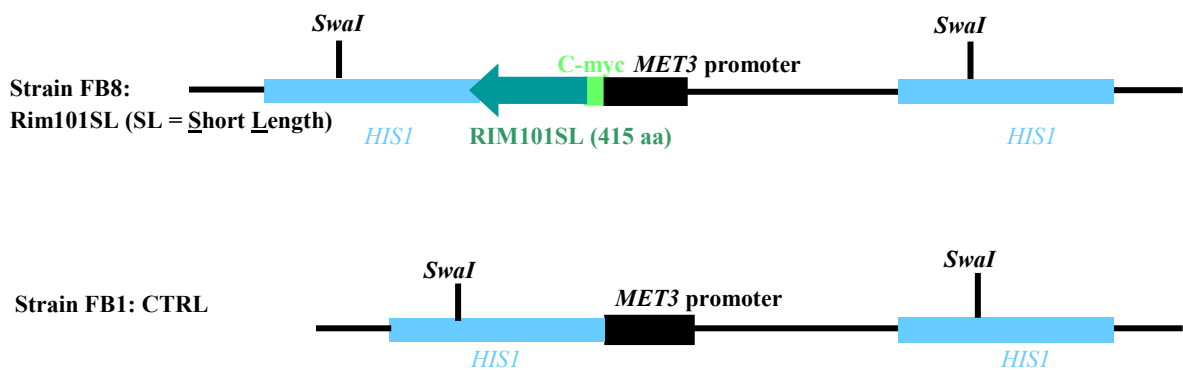 SwaI
SwaI
C-myc MET3 promoter
Strain FB8:
Rim101SL (SL = Short Length)
HIS1
RIM101SL (415 aa)
HIS1
SwaI
SwaI
Strain FB1: CTRL
MET3 promoter
HIS1
HIS1